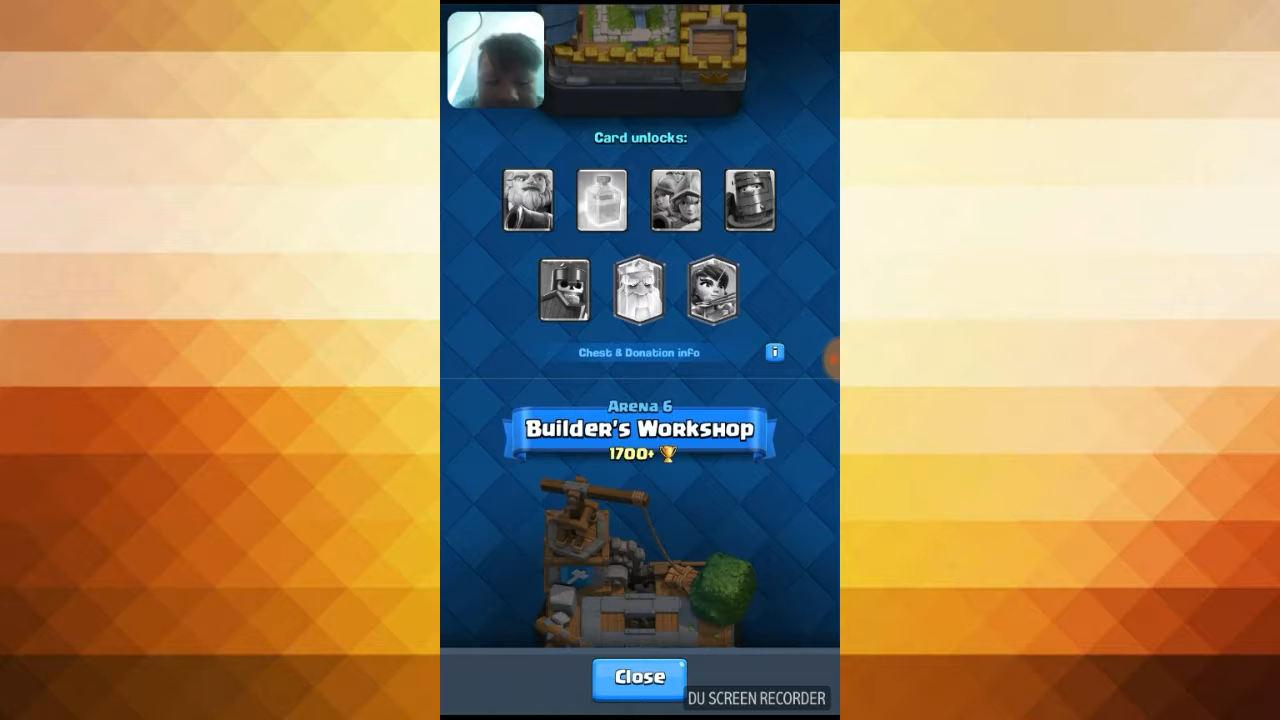 Card unlocks:
Chest & Donation info
i
Arena 6
Builder's Workshop
1700+
Close
DU SCREEN RECORDER